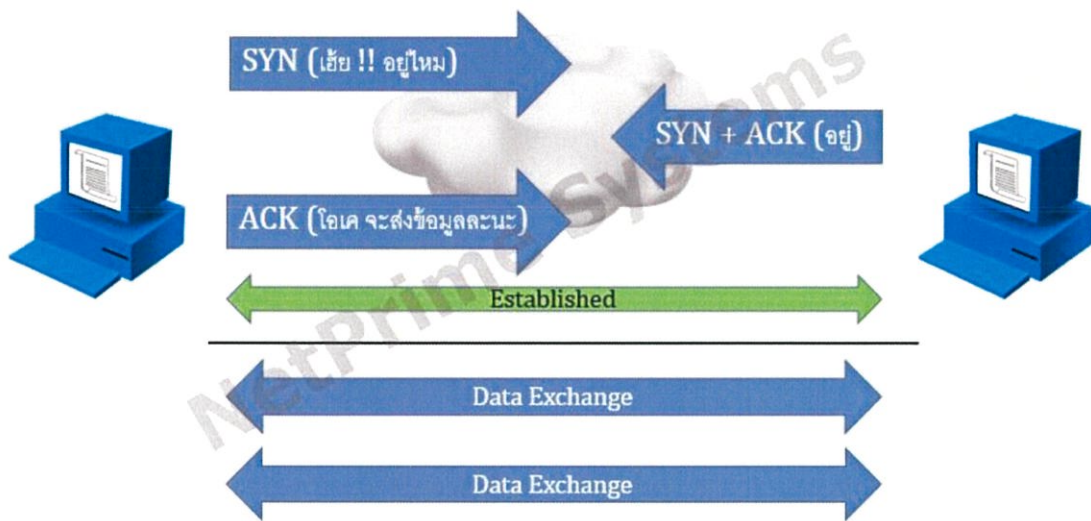 SYN (เฮ้ย !! อยู่ไหม)
SYN + ACK (อยู่)
ACK (โอเค จะส่งข้อมูลละนะ)
Established
Data Exchange
Data Exchange
NetPrime Systems